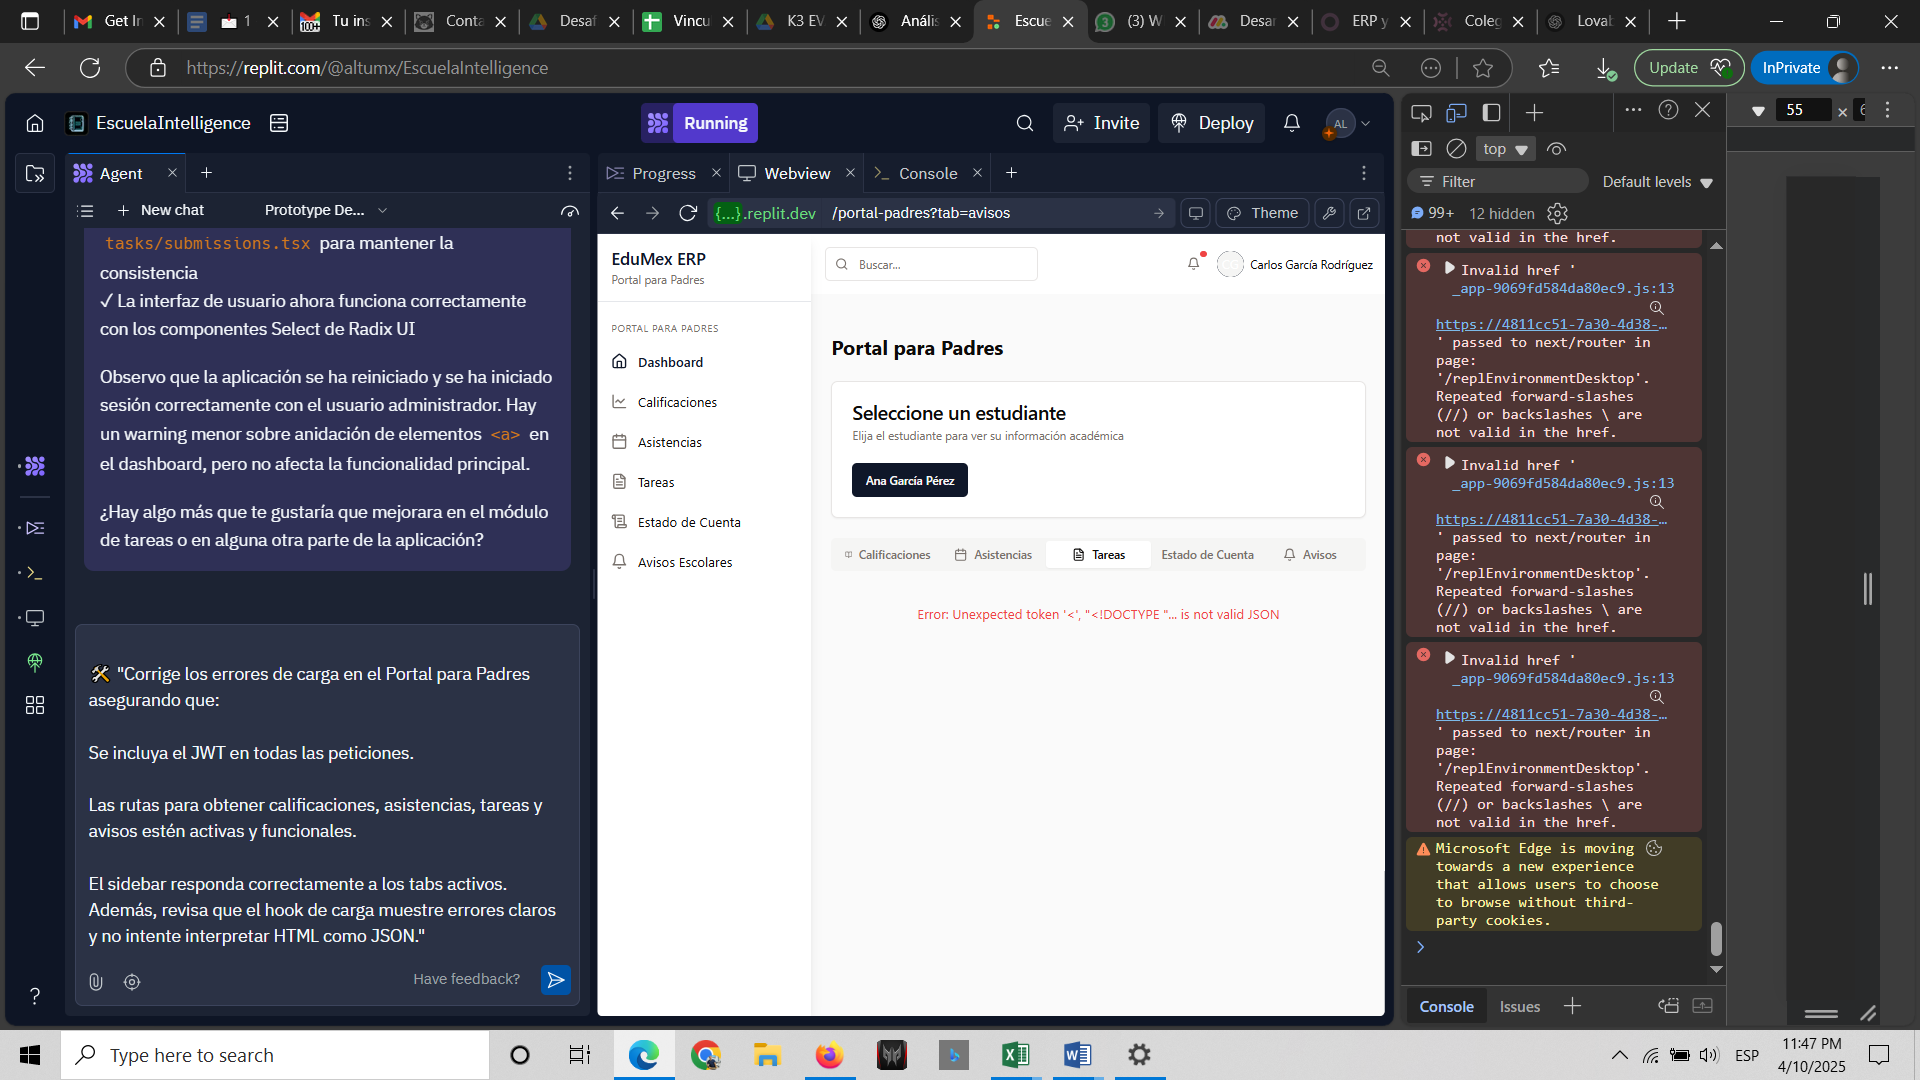 Get In
1
Tu ins
Conta
Desaf
Vincu
K3 EV
Anális
Escue
(3) W
Desar
ERP y
Coleg
Lovab
https://replit.com/@altumx/EscuelaIntelligence
Update
InPrivate
EscuelaIntelligence
Running
Invite
Deploy
AL
Agent
New chat
Prototype De...
tasks/submissions.tsx para mantener la
consistencia
✓ La interfaz de usuario ahora funciona correctamente
con los componentes Select de Radix UI
Observo que la aplicación se ha reiniciado y se ha iniciado
sesión correctamente con el usuario administrador. Hay
un warning menor sobre anidación de elementos <a> en
el dashboard, pero no afecta la funcionalidad principal.
¿Hay algo más que te gustaría que mejorara en el módulo
de tareas o en alguna otra parte de la aplicación?
🛠 "Corrige los errores de carga en el Portal para Padres
asegurando que:
Se incluya el JWT en todas las peticiones.
Las rutas para obtener calificaciones, asistencias, tareas y
avisos estén activas y funcionales.
El sidebar responda correctamente a los tabs activos.
Además, revisa que el hook de carga muestre errores claros
y no intente interpretar HTML como JSON."
Have feedback?
Progress
Webview
Console
{...}.replit.dev /portal-padres?tab=avisos
Theme
EduMex ERP
Portal para Padres
Buscar...
Carlos García Rodríguez
PORTAL PARA PADRES
Dashboard
Calificaciones
Asistencias
Tareas
Estado de Cuenta
Avisos Escolares
Portal para Padres
Seleccione un estudiante
Elija el estudiante para ver su información académica
Ana García Pérez
Calificaciones
Asistencias
Tareas
Estado de Cuenta
Avisos
Error: Unexpected token '<', "<!DOCTYPE "... is not valid JSON
55
×
top
Filter
Default levels
99+
12 hidden
not valid in the href.
Invalid href '
_app-9069fd584da80ec9.js:13
https://4811cc51-7a30-4d38-…
' passed to next/router in
page:
'/replEnvironmentDesktop'.
Repeated forward-slashes
(//) or backslashes \ are
not valid in the href.
Invalid href '
_app-9069fd584da80ec9.js:13
https://4811cc51-7a30-4d38-…
' passed to next/router in
page:
'/replEnvironmentDesktop'.
Repeated forward-slashes
(//) or backslashes \ are
not valid in the href.
Invalid href '
_app-9069fd584da80ec9.js:13
https://4811cc51-7a30-4d38-…
' passed to next/router in
page:
'/replEnvironmentDesktop'.
Repeated forward-slashes
(//) or backslashes \ are
not valid in the href.
Microsoft Edge is moving
towards a new experience
that allows users to choose
to browse without third-
party cookies.
Console
Issues
Type here to search
ESP
11:47 PM
4/10/2025